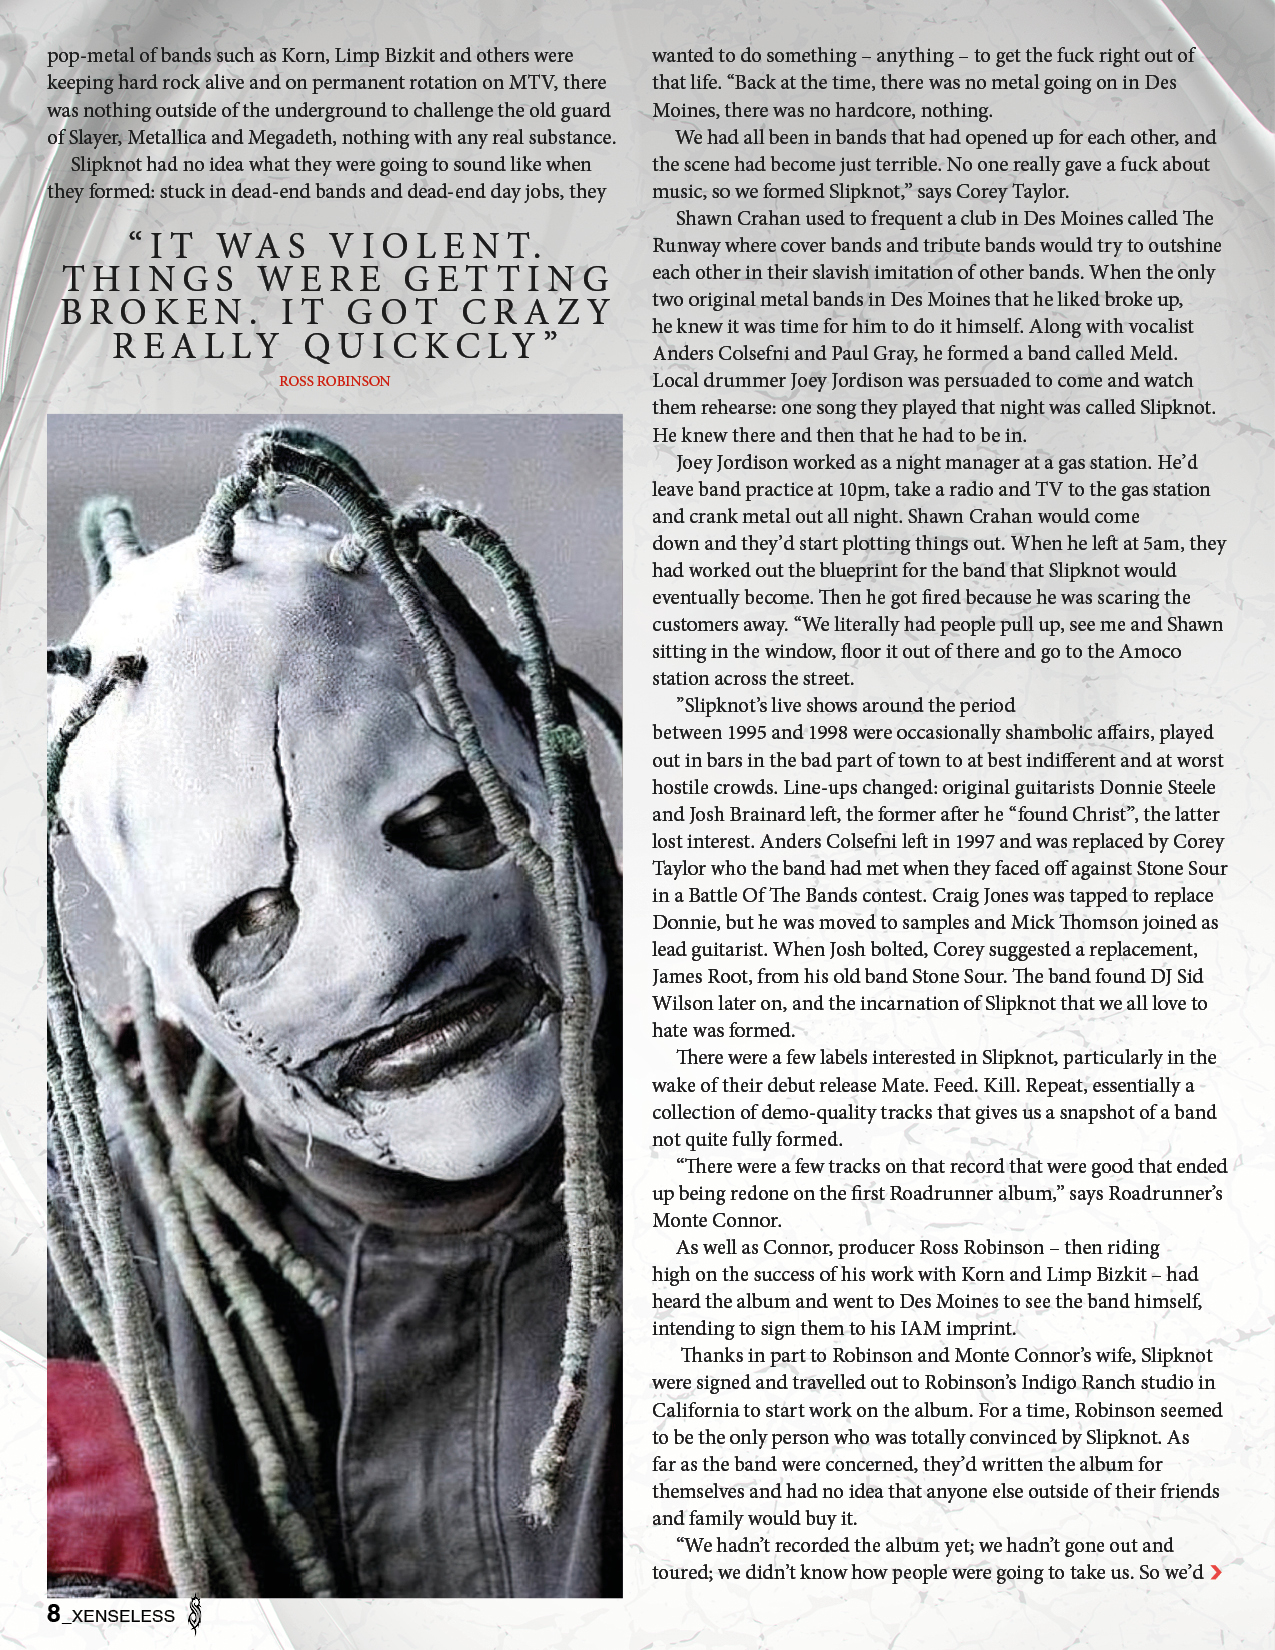 pop-metal of bands such as Korn, Limp Bizkit and others were
keeping hard rock alive and on permanent rotation on MTV, there
was nothing outside of the underground to challenge the old guard
of Slayer, Metallica and Megadeth, nothing with any real substance.
Slipknot had no idea what they were going to sound like when
they formed: stuck in dead-end bands and dead-end day jobs, they
“IT WAS VIOLENT.
THINGS WERE GETTING
BROKEN. IT GOT CRAZY
REALLY QUICKCLY”
ROSS ROBINSON
wanted to do something – anything – to get the fuck right out of
that life. “Back at the time, there was no metal going on in Des
Moines, there was no hardcore, nothing.
We had all been in bands that had opened up for each other, and
the scene had become just terrible. No one really gave a fuck about
music, so we formed Slipknot,” says Corey Taylor.
Shawn Crahan used to frequent a club in Des Moines called The
Runway where cover bands and tribute bands would try to outshine
each other in their slavish imitation of other bands. When the only
two original metal bands in Des Moines that he liked broke up,
he knew it was time for him to do it himself. Along with vocalist
Anders Colsefni and Paul Gray, he formed a band called Meld.
Local drummer Joey Jordison was persuaded to come and watch
them rehearse: one song they played that night was called Slipknot.
He knew there and then that he had to be in.
Joey Jordison worked as a night manager at a gas station. He’d
leave band practice at 10pm, take a radio and TV to the gas station
and crank metal out all night. Shawn Crahan would come
down and they’d start plotting things out. When he left at 5am, they
had worked out the blueprint for the band that Slipknot would
eventually become. Then he got fired because he was scaring the
customers away. “We literally had people pull up, see me and Shawn
sitting in the window, floor it out of there and go to the Amoco
station across the street.
”Slipknot’s live shows around the period
between 1995 and 1998 were occasionally shambolic affairs, played
out in bars in the bad part of town to at best indifferent and at worst
hostile crowds. Line-ups changed: original guitarists Donnie Steele
and Josh Brainard left, the former after he “found Christ”, the latter
lost interest. Anders Colsefni left in 1997 and was replaced by Corey
Taylor who the band had met when they faced off against Stone Sour
in a Battle Of The Bands contest. Craig Jones was tapped to replace
Donnie, but he was moved to samples and Mick Thomson joined as
lead guitarist. When Josh bolted, Corey suggested a replacement,
James Root, from his old band Stone Sour. The band found DJ Sid
Wilson later on, and the incarnation of Slipknot that we all love to
hate was formed.
There were a few labels interested in Slipknot, particularly in the
wake of their debut release Mate. Feed. Kill. Repeat, essentially a
collection of demo-quality tracks that gives us a snapshot of a band
not quite fully formed.
“There were a few tracks on that record that were good that ended
up being redone on the first Roadrunner album,” says Roadrunner’s
Monte Connor.
As well as Connor, producer Ross Robinson – then riding
high on the success of his work with Korn and Limp Bizkit – had
heard the album and went to Des Moines to see the band himself,
intending to sign them to his IAM imprint.
Thanks in part to Robinson and Monte Connor’s wife, Slipknot
were signed and travelled out to Robinson’s Indigo Ranch studio in
California to start work on the album. For a time, Robinson seemed
to be the only person who was totally convinced by Slipknot. As
far as the band were concerned, they’d written the album for
themselves and had no idea that anyone else outside of their friends
and family would buy it.
“We hadn’t recorded the album yet; we hadn’t gone out and
toured; we didn’t know how people were going to take us. So we’d
8_XENSELESS